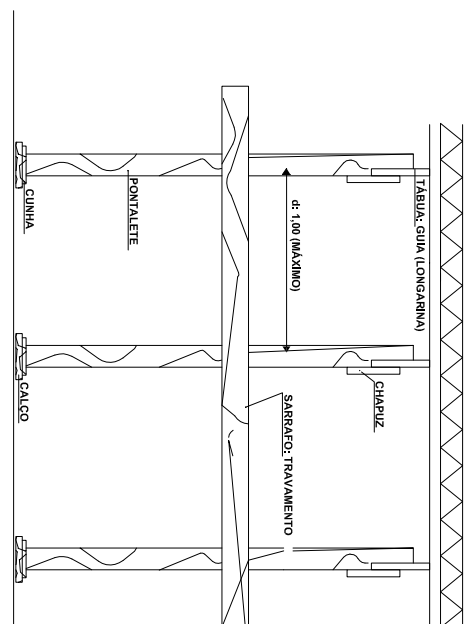 TÁBUA: GUIA (LONGARINA)
CHAPUZ
d: 1,00 (MÁXIMO)
SARRAFO: TRAVAMENTO
PONTALETE
CUNHA
CALÇO